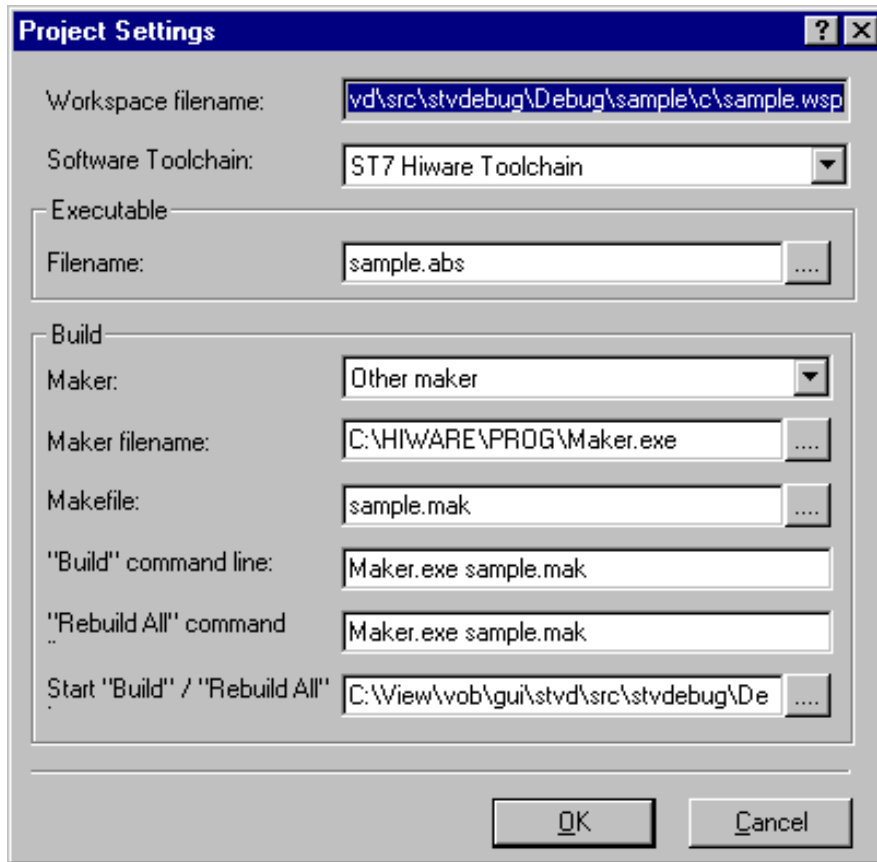 Project Settings
Workspace filename: vd\src\stvdebug\Debug\sample\c\sample.wsp
Software Toolchain: ST7 Hiware Toolchain
Executable
Filename: sample.abs ....
Build
Maker: Other maker
Maker filename: C:\HIWARE\PROG\Maker.exe ....
Makefile: sample.mak ....
"Build" command line: Maker.exe sample.mak
"Rebuild All" command Maker.exe sample.mak
Start "Build" / "Rebuild All" C:\View\vob\gui\stvd\src\stvdebug\De ....
OK Cancel